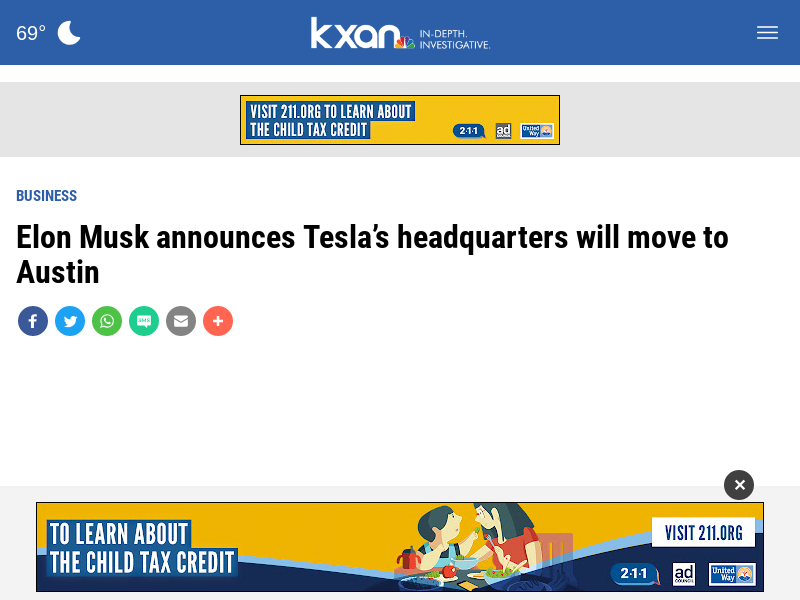 69°
kxan IN-DEPTH. INVESTIGATIVE.
VISIT 211.ORG TO LEARN ABOUT
THE CHILD TAX CREDIT
2-1-1 ad COUNCIL United Way
BUSINESS
Elon Musk announces Tesla’s headquarters will move to
Austin
SMS
TO LEARN ABOUT
THE CHILD TAX CREDIT
VISIT 211.ORG
2-1-1 ad COUNCIL United Way